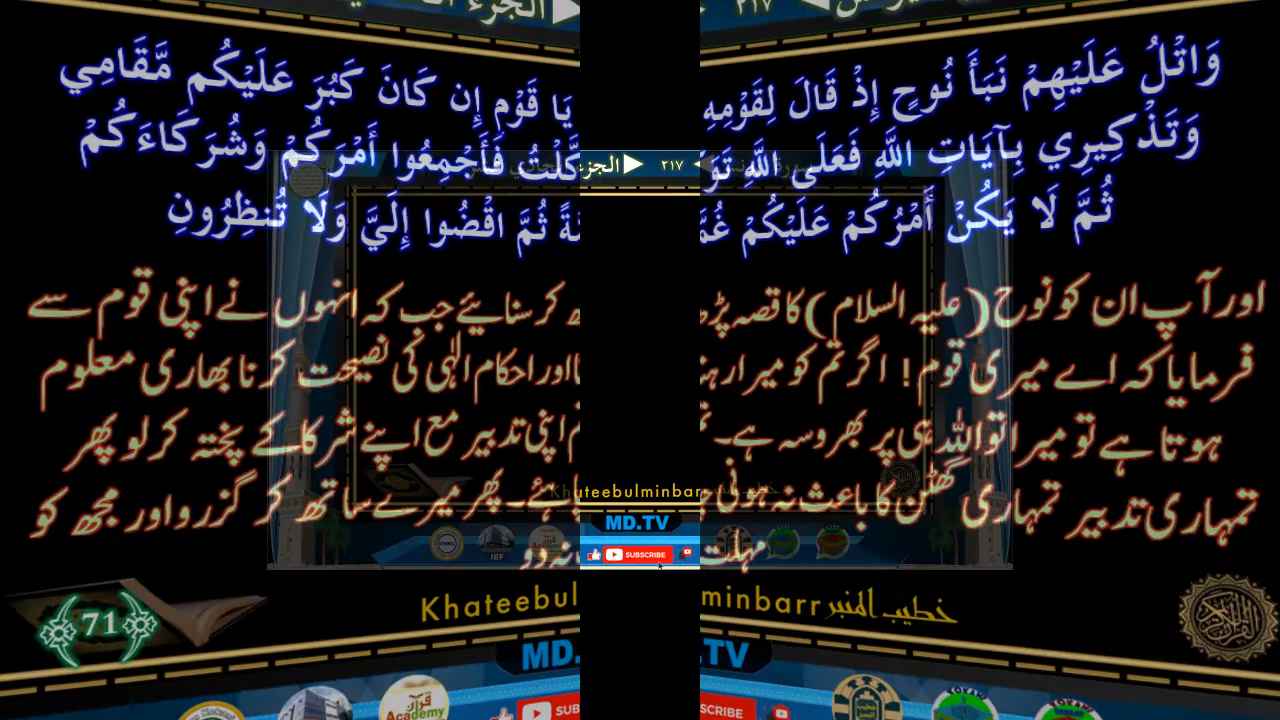 ٢١٧
وَاتْلُ عَلَيْهِمْ نَبَأَ نُوحٍ إِذْ قَالَ لِقَوْمِهِ يَا قَوْمِ إِن كَانَ كَبُرَ عَلَيْكُم مَّقَامِي
وَتَذْكِيرِي بِآيَاتِ اللَّهِ فَعَلَى اللَّهِ تَوَكَّلْتُ فَأَجْمِعُوا أَمْرَكُمْ وَشُرَكَاءَكُمْ
ثُمَّ لَا يَكُنْ أَمْرُكُمْ عَلَيْكُمْ غُمَّةً ثُمَّ اقْضُوا إِلَيَّ وَلَا تُنظِرُونِ
اور آپ ان کو نوح (علیہ السلام) کا قصہ پڑھ کر سنایئے جب کہ انہوں نے اپنی قوم سے
فرمایا کہ اے میری قوم! اگر تم کو میرا اور احکام الٰہی کی نصیحت کرنا بھاری معلوم
ہوتا ہے تو میرا تو اللہ ہی پر بھروسہ ہے۔ اپنی تدبیر مع اپنے شرکا کے پختہ کر لو پھر
تمہاری تدبیر تمہاری گھٹن کا باعث نہ ہونی پھر میرے ساتھ کر گزرو اور مجھ کو
مہلت نہ دو
71
Khateebulminbarr خطیب المنبر
MD.TV
SUBSCRIBE